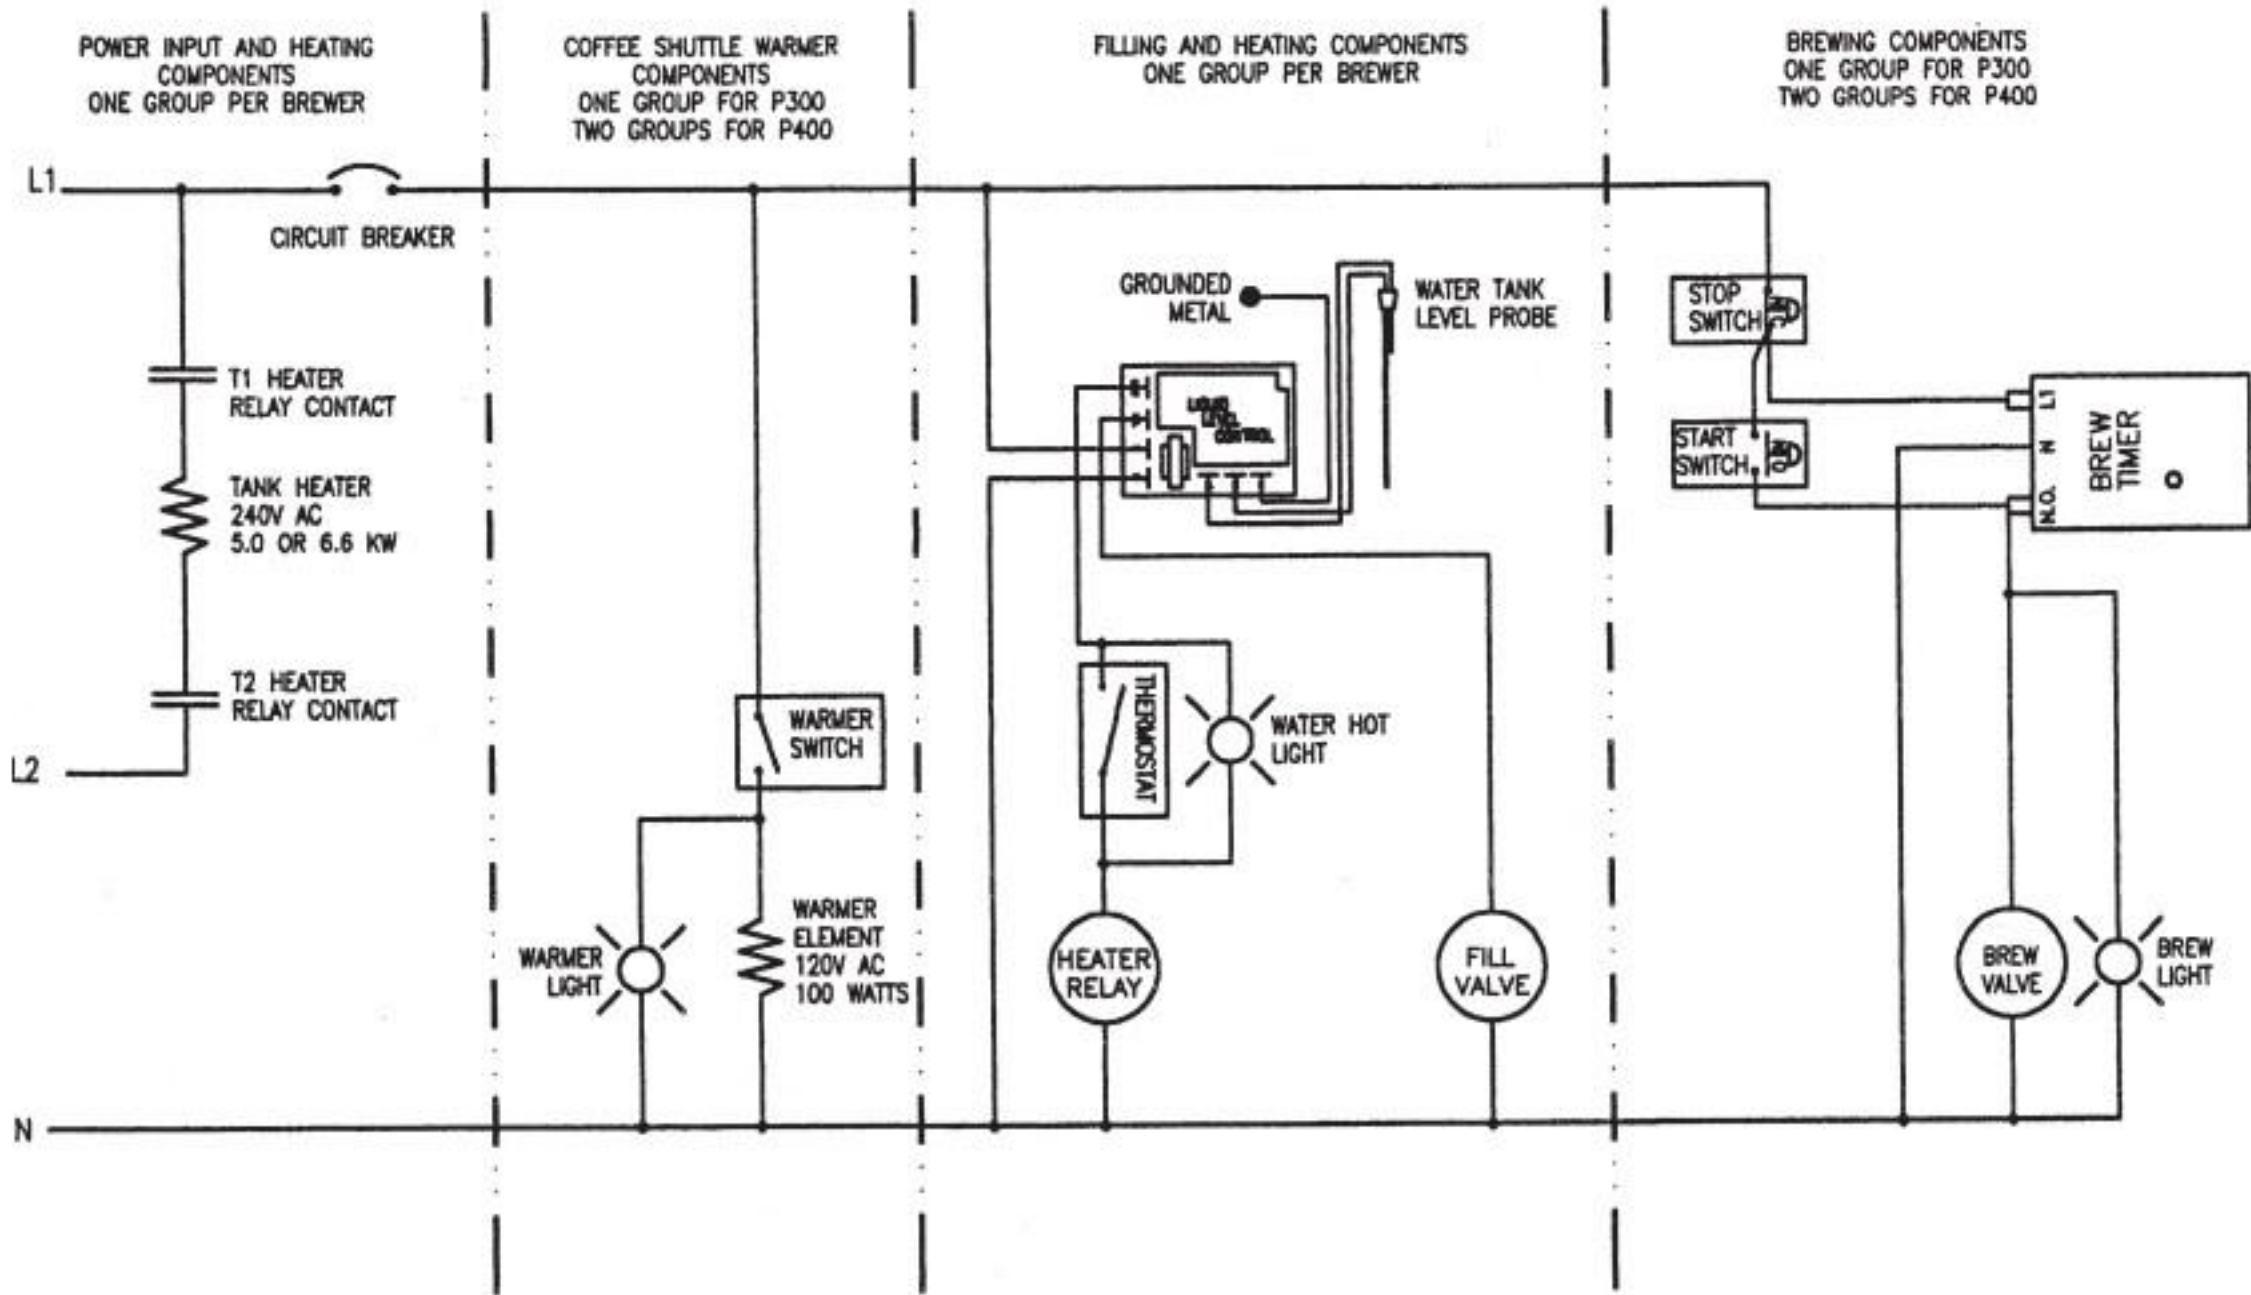 POWER INPUT AND HEATING
COMPONENTS
ONE GROUP PER BREWER
COFFEE SHUTTLE WARMER
COMPONENTS
ONE GROUP FOR P300
TWO GROUPS FOR P400
FILLING AND HEATING COMPONENTS
ONE GROUP PER BREWER
BREWING COMPONENTS
ONE GROUP FOR P300
TWO GROUPS FOR P400
L1
CIRCUIT BREAKER
T1 HEATER
RELAY CONTACT
TANK HEATER
240V AC
5.0 OR 6.6 KW
T2 HEATER
RELAY CONTACT
L2
WARMER
SWITCH
WARMER
LIGHT
WARMER
ELEMENT
120V AC
100 WATTS
GROUNDED
METAL
WATER TANK
LEVEL PROBE
LIQUID
LEVEL
CONTROL
THERMOSTAT
WATER HOT
LIGHT
HEATER
RELAY
FILL
VALVE
STOP
SWITCH
NC
START
SWITCH
NO
L1
N
N.O.
BREW
TIMER
BREW
VALVE
BREW
LIGHT
N